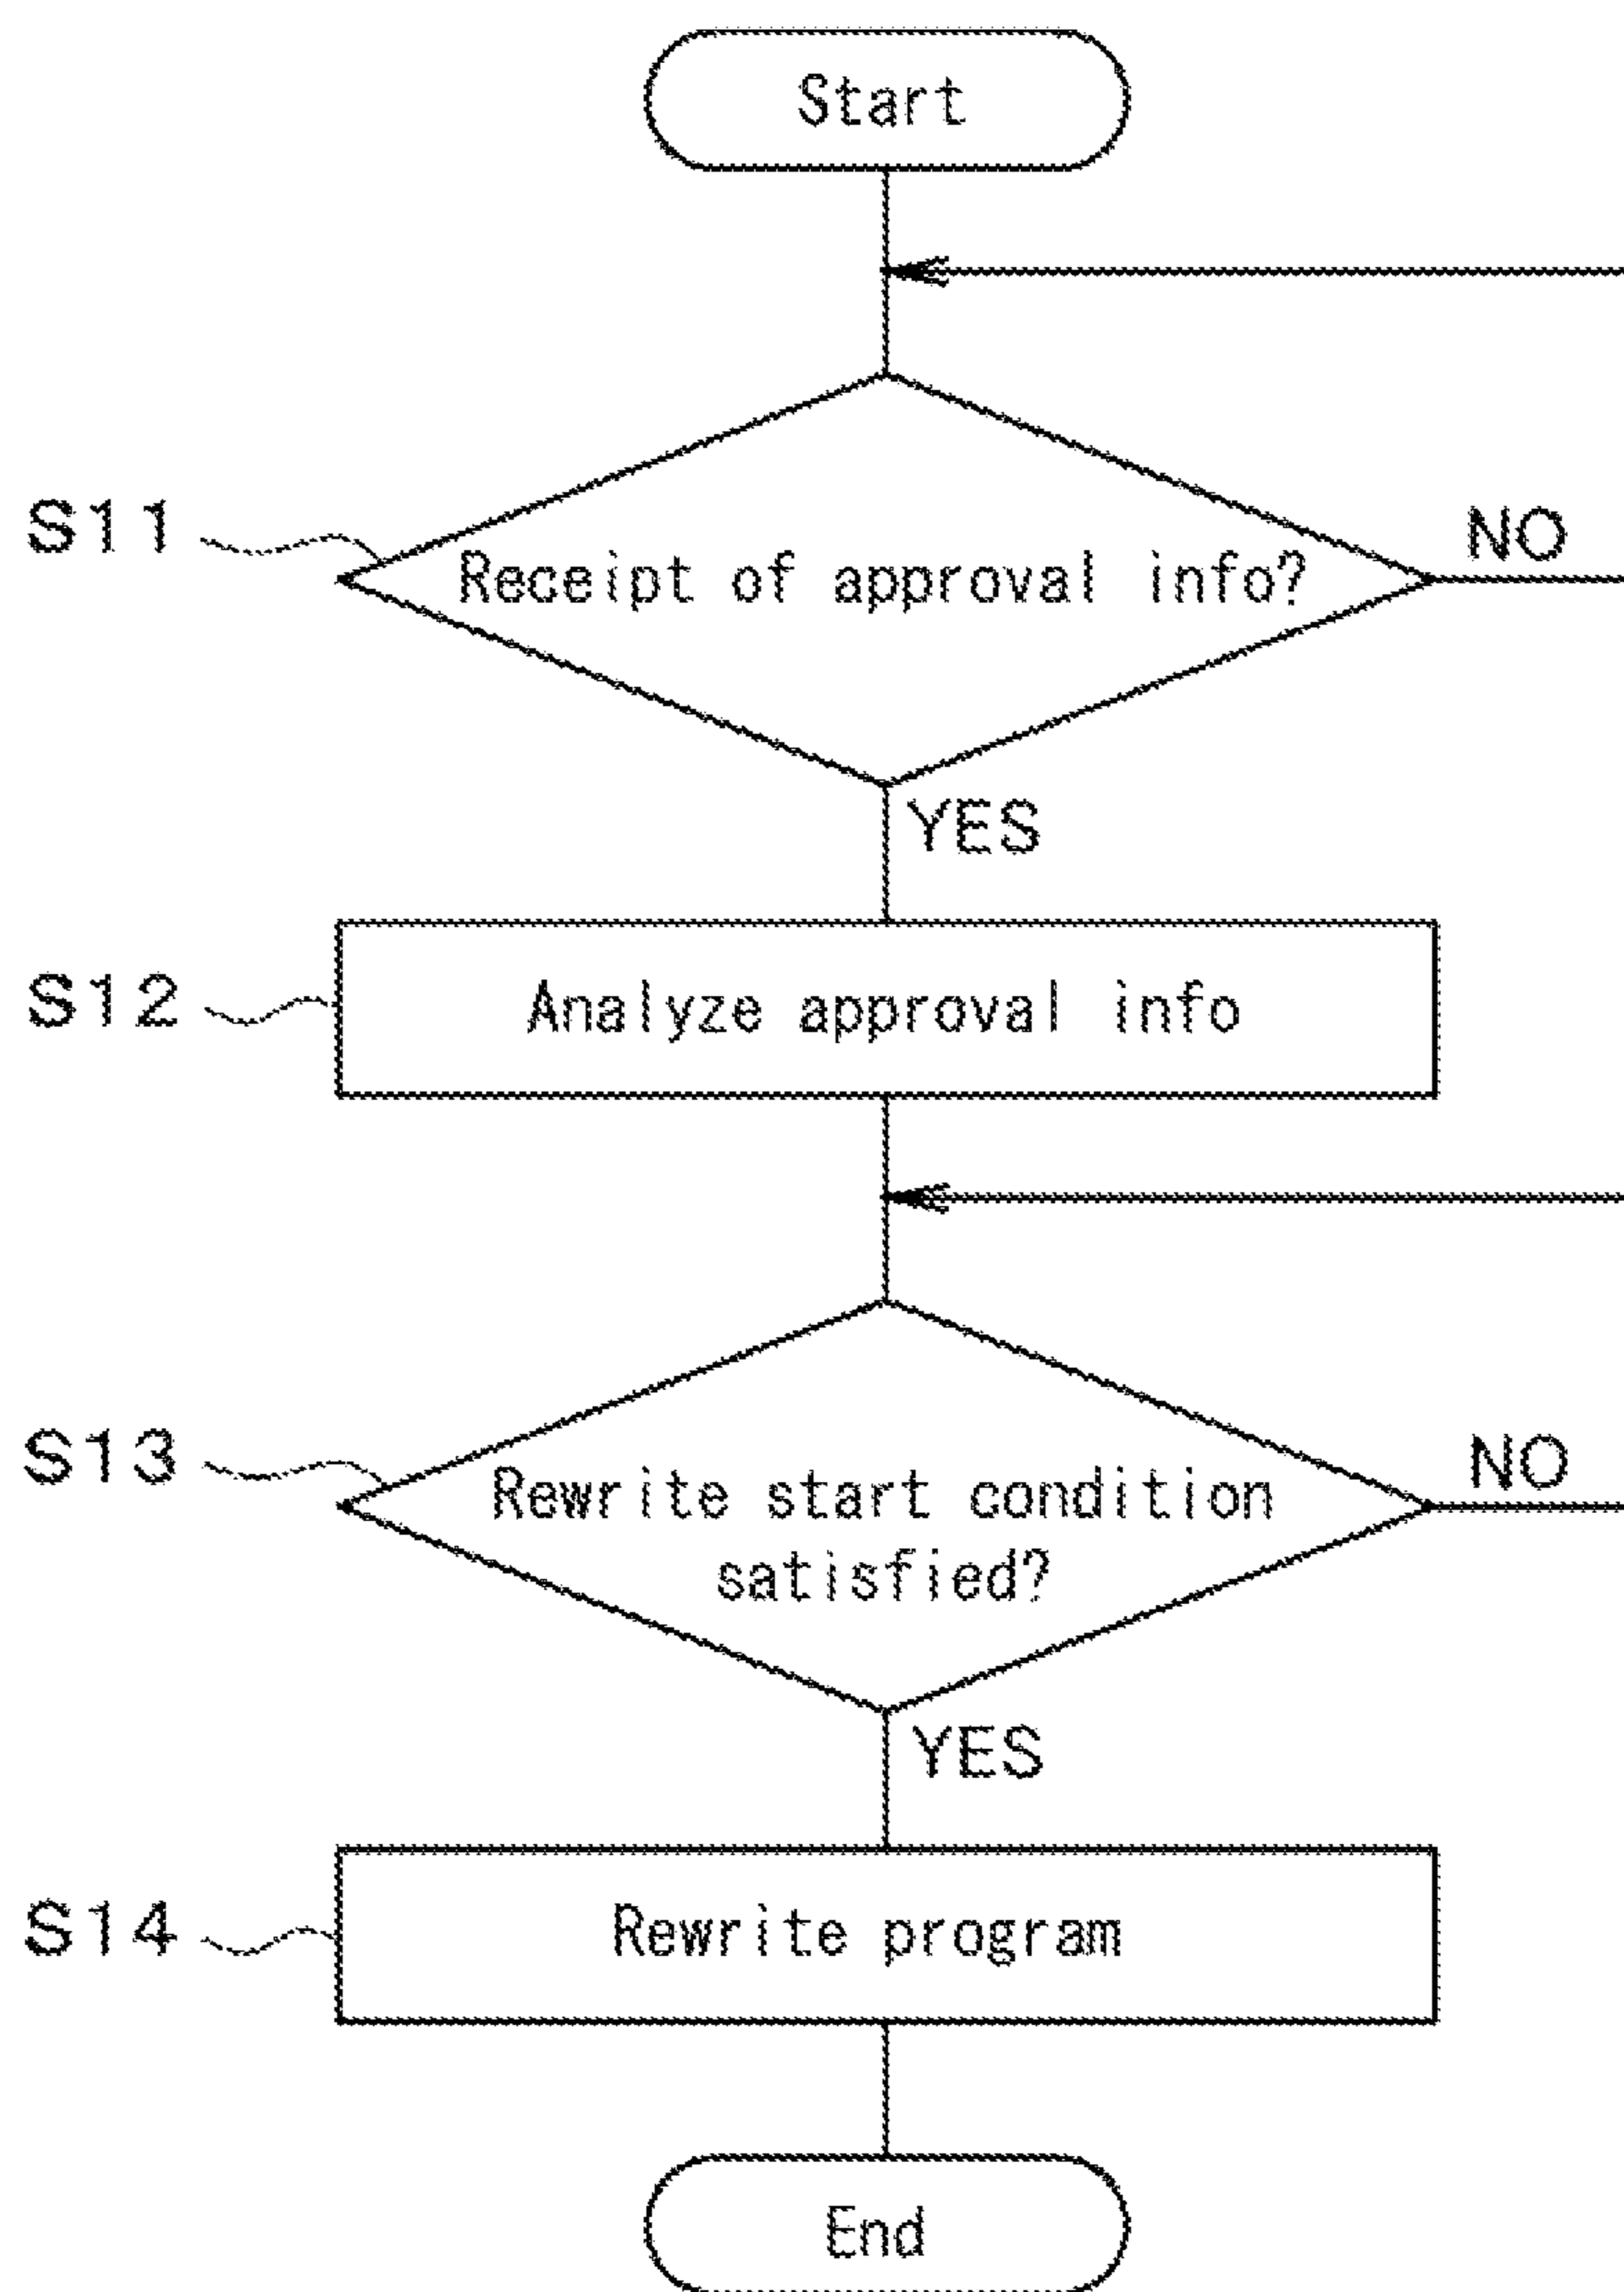 Start
S11
Receipt of approval info?
NO
YES
S12
Analyze approval info
S13
Rewrite start condition
satisfied?
NO
YES
S14
Rewrite program
End